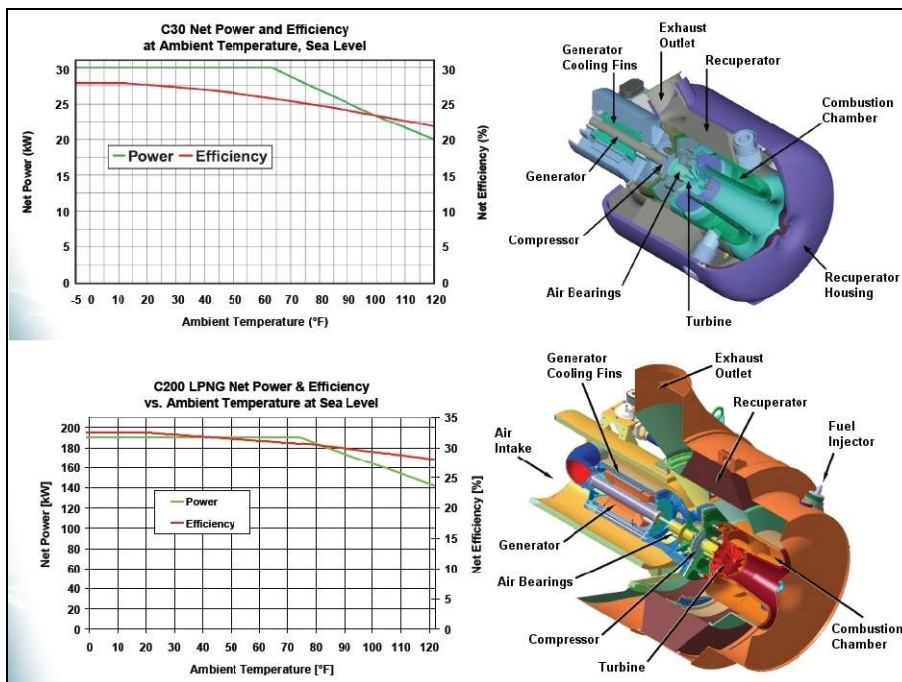 C30 Net Power and Efficiency
at Ambient Temperature, Sea Level
Net Power (kW)
30
25
20
15
10
5
0
Power
Efficiency
30
25
20
15
10
5
0
Net Efficiency (%)
-5 0 10 20 30 40 50 60 70 80 90 100 110 120
Ambient Temperature (°F)
Exhaust
Outlet
Generator
Cooling Fins
Recuperator
Combustion
Chamber
Generator
Compressor
Air Bearings
Recuperator
Housing
Turbine
C200 LPNG Net Power & Efficiency
vs. Ambient Temperature at Sea Level
Net Power [kW]
200
180
160
140
120
100
80
60
40
20
0
Power
Efficiency
35
30
25
20
15
10
5
0
Net Efficiency [%]
0 10 20 30 40 50 60 70 80 90 100 110 120
Ambient Temperature [°F]
Generator
Cooling Fins
Exhaust
Outlet
Recuperator
Fuel
Injector
Air
Intake
Generator
Air Bearings
Compressor
Turbine
Combustion
Chamber